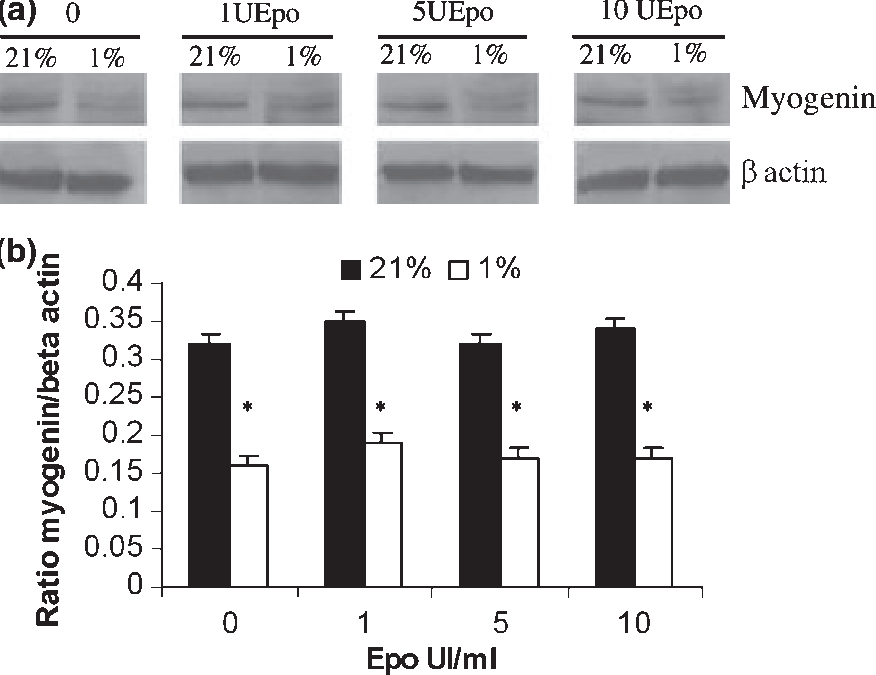 (a) 0 1UEpo 5UEpo 10 UEpo
21% 1% 21% 1% 21% 1% 21% 1%
Myogenin
β actin
(b)
21% 1%
Ratio myogenin/beta actin
0.4
0.35
0.3
0.25
0.2
0.15
0.1
0.05
0
* * * *
0 1 5 10
Epo UI/ml